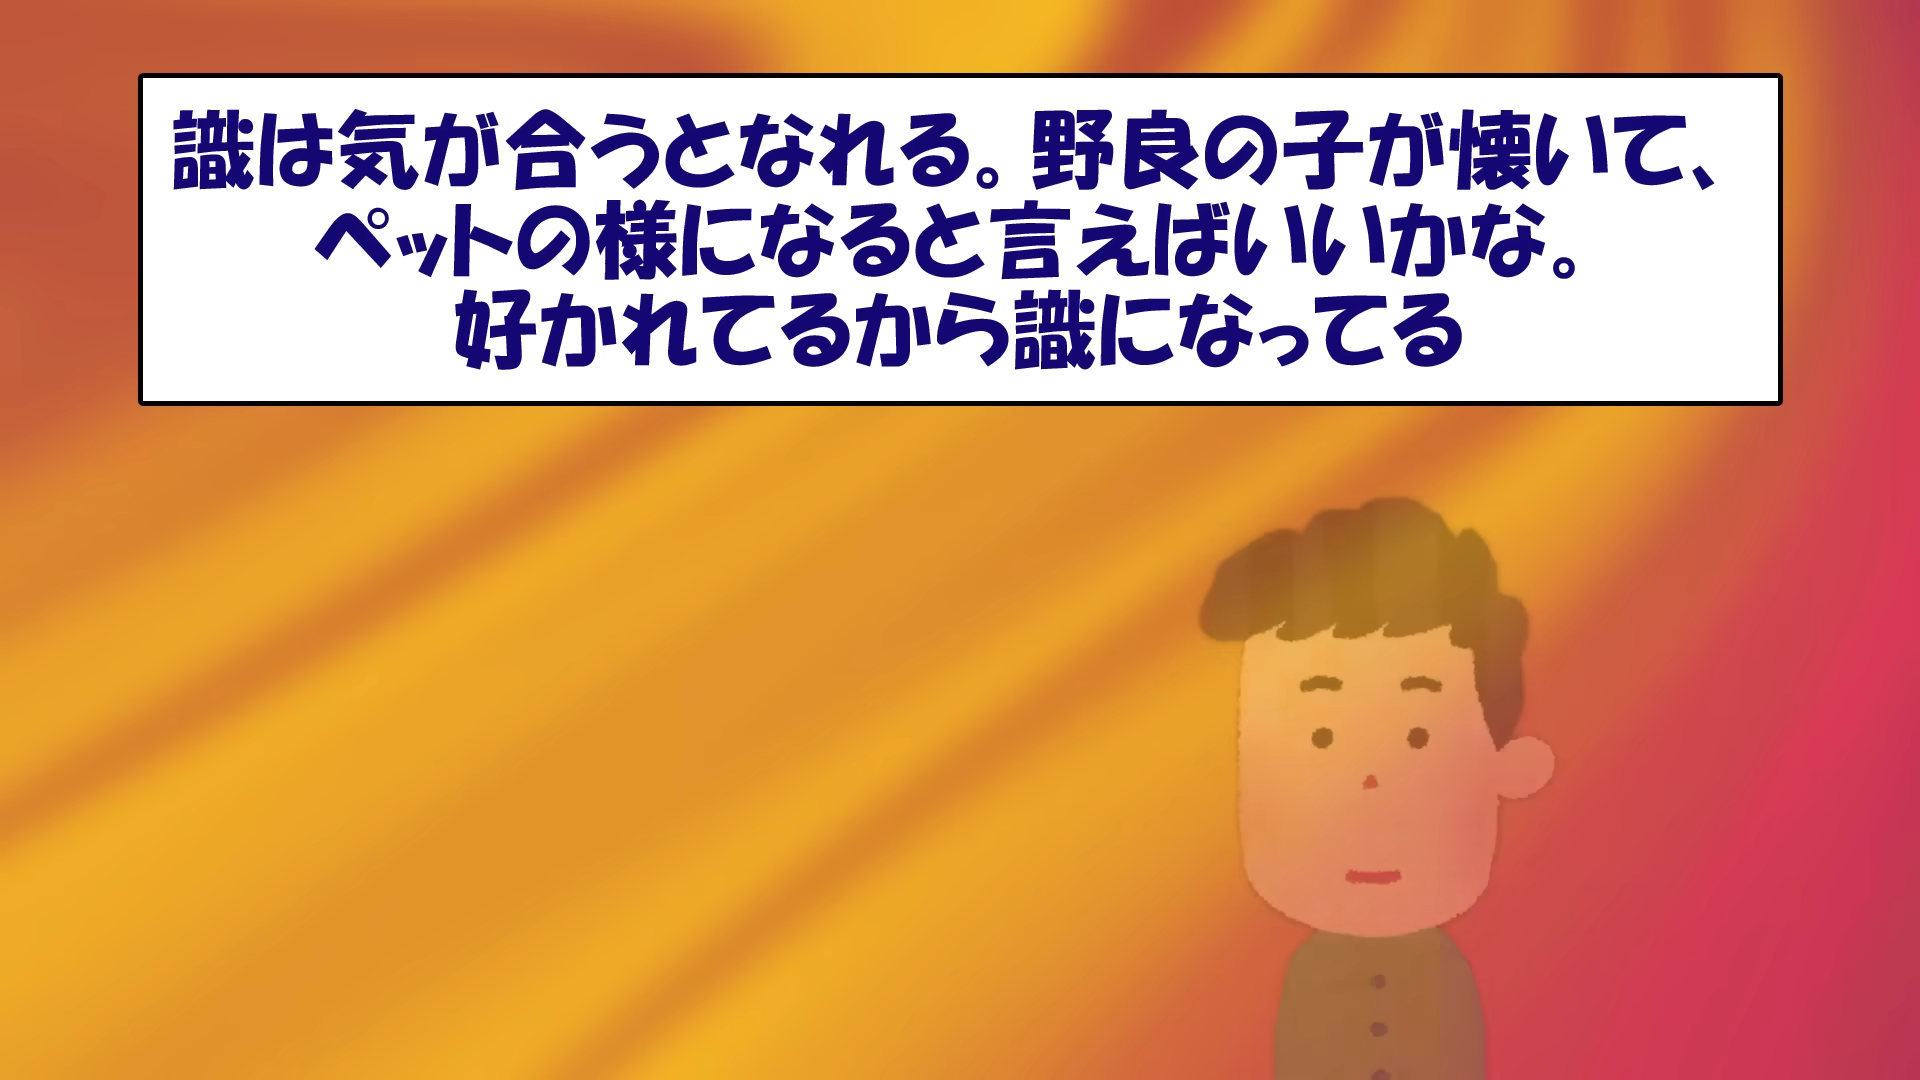 識は気が合うとなれる。野良の子が懐いて、
ペットの様になると言えばいいかな。
好かれてるから識になってる